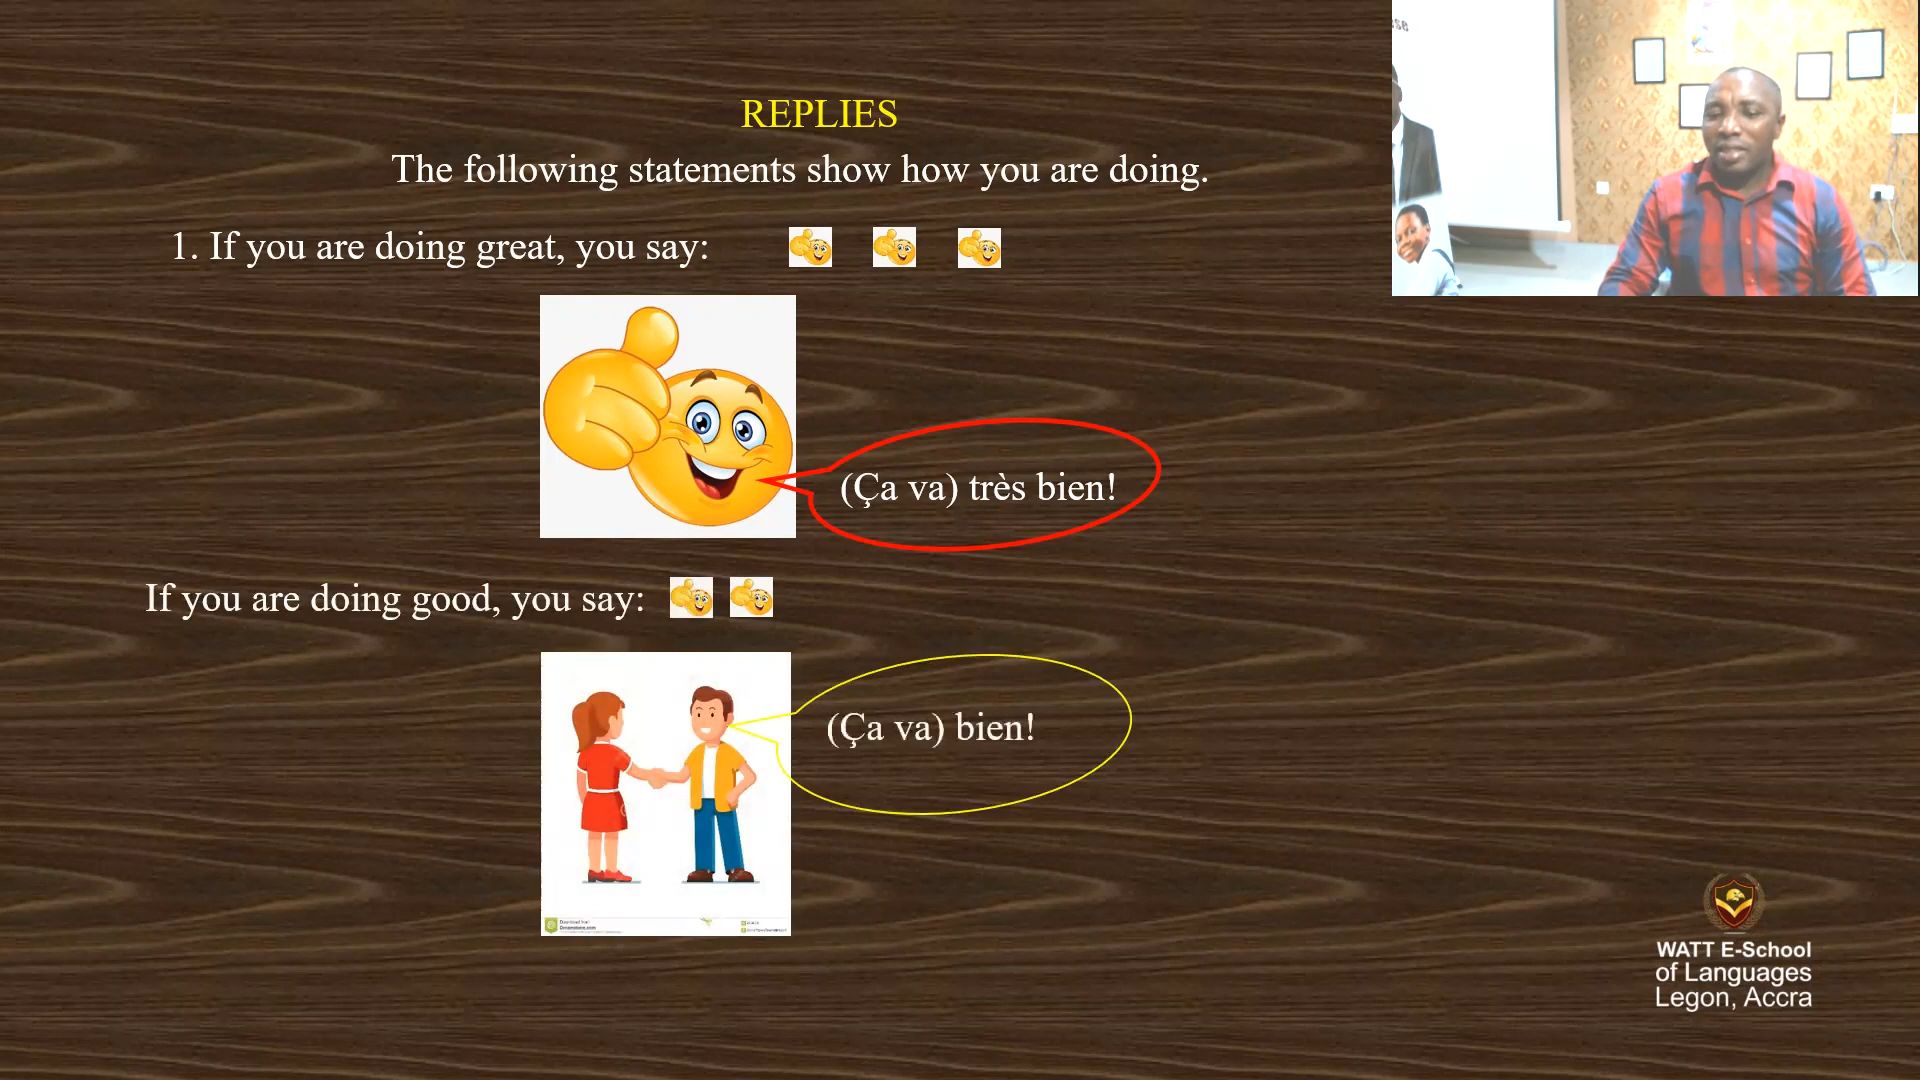 REPLIES
The following statements show how you are doing.
1. If you are doing great, you say:
(Ça va) très bien!
If you are doing good, you say:
(Ça va) bien!
WATT E-School
of Languages
Legon, Accra